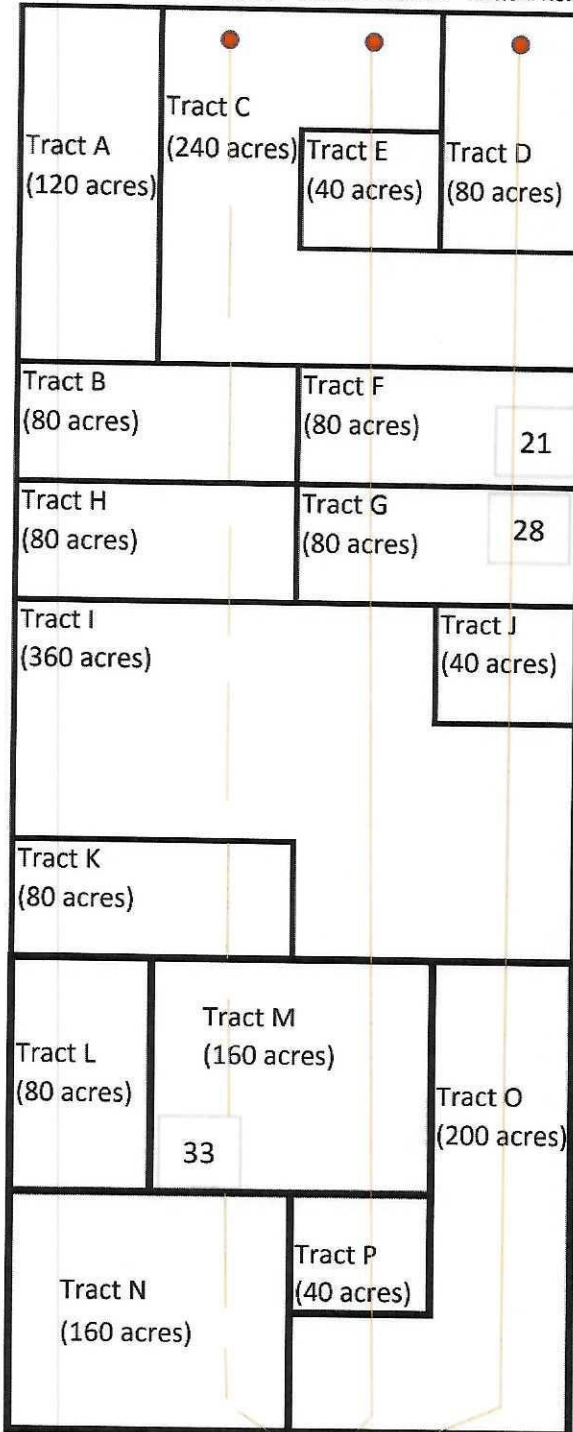 Tract A
(120 acres)
Tract C
(240 acres)
Tract E
(40 acres)
Tract D
(80 acres)
Tract B
(80 acres)
Tract F
(80 acres)
21
Tract H
(80 acres)
Tract G
(80 acres)
28
Tract I
(360 acres)
Tract J
(40 acres)
Tract K
(80 acres)
Tract L
(80 acres)
Tract M
(160 acres)
33
Tract O
(200 acres)
Tract N
(160 acres)
Tract P
(40 acres)